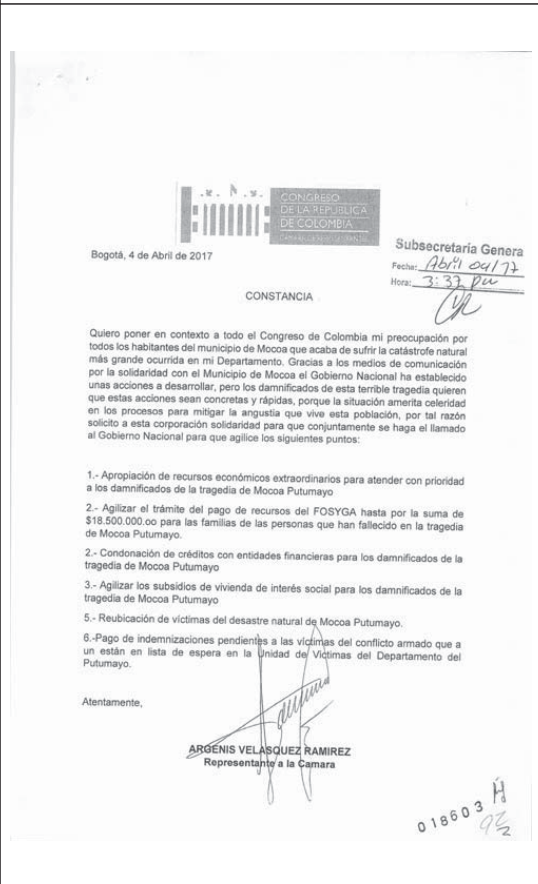 CONGRESO
DE LA REPÚBLICA
DE COLOMBIA
Bogotá, 4 de Abril de 2017
Subsecretaria Genera
Fecha: Abril 04/17
Hora: 3:37 pm
CONSTANCIA
Quiero poner en contexto a todo el Congreso de Colombia mi preocupación por
todos los habitantes del municipio de Mocoa que acaba de sufrir la catástrofe natural
más grande ocurrida en mi Departamento. Gracias a los medios de comunicación
por la solidaridad con el Municipio de Mocoa el Gobierno Nacional ha establecido
unas acciones a desarrollar, pero los damnificados de esta terrible tragedia quieren
que estas acciones sean concretas y rápidas, porque la situación amerita celeridad
en los procesos para mitigar la angustia que vive esta población, por tal razón
solicito a esta corporación solidaridad para que conjuntamente se haga el llamado
al Gobierno Nacional para que agilice los siguientes puntos:
1.- Apropiación de recursos económicos extraordinarios para atender con prioridad
a los damnificados de la tragedia de Mocoa Putumayo
2.- Agilizar el trámite del pago de recursos del FOSYGA hasta por la suma de
$18.500.000.oo para las familias de las personas que han fallecido en la tragedia
de Mocoa Putumayo.
2.- Condonación de créditos con entidades financieras para los damnificados de la
tragedia de Mocoa Putumayo
3.- Agilizar los subsidios de vivienda de interés social para los damnificados de la
tragedia de Mocoa Putumayo
5.- Reubicación de víctimas del desastre natural de Mocoa Putumayo.
6.-Pago de indemnizaciones pendientes a las víctimas del conflicto armado que a
un están en lista de espera en la Unidad de Víctimas del Departamento del
Putumayo.
Atentamente,
ARGENIS VELASQUEZ RAMIREZ
Representante a la Camara
018603